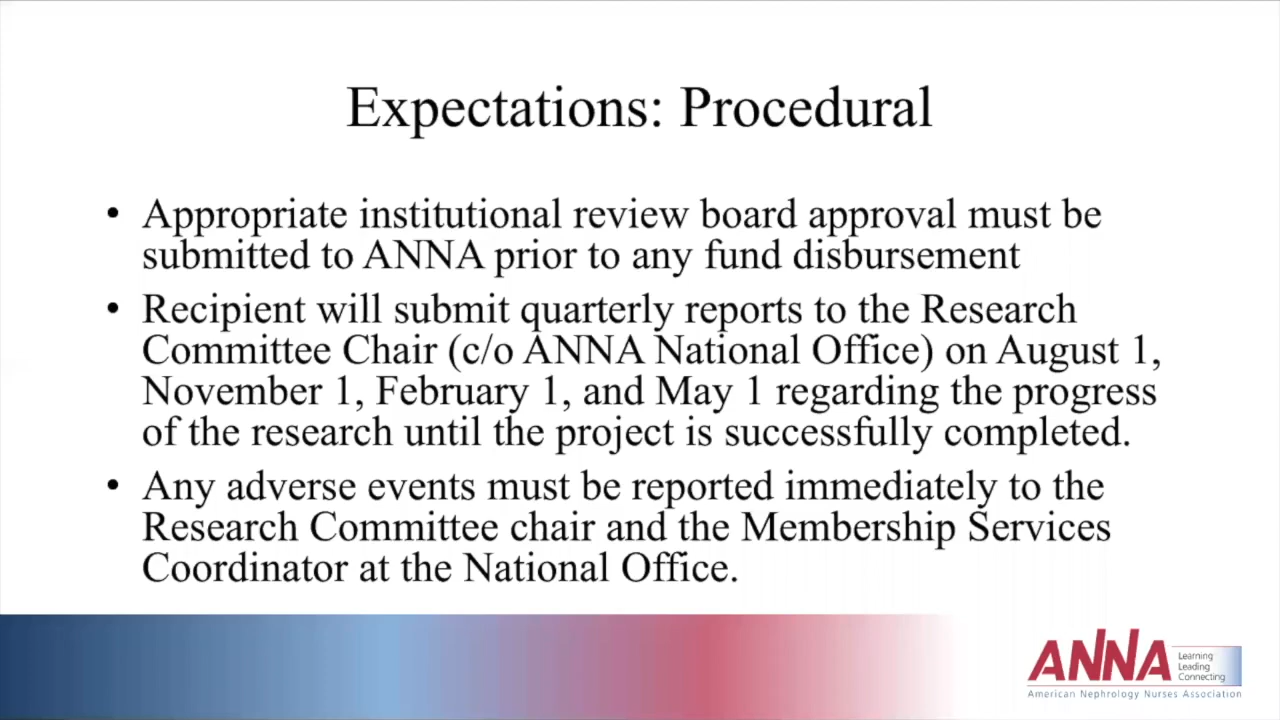 Expectations: Procedural
• Appropriate institutional review board approval must be
submitted to ANNA prior to any fund disbursement
• Recipient will submit quarterly reports to the Research
Committee Chair (c/o ANNA National Office) on August 1,
November 1, February 1, and May 1 regarding the progress
of the research until the project is successfully completed.
• Any adverse events must be reported immediately to the
Research Committee chair and the Membership Services
Coordinator at the National Office.
ANNA
Learning
Leading
Connecting
American Nephrology Nurses Association